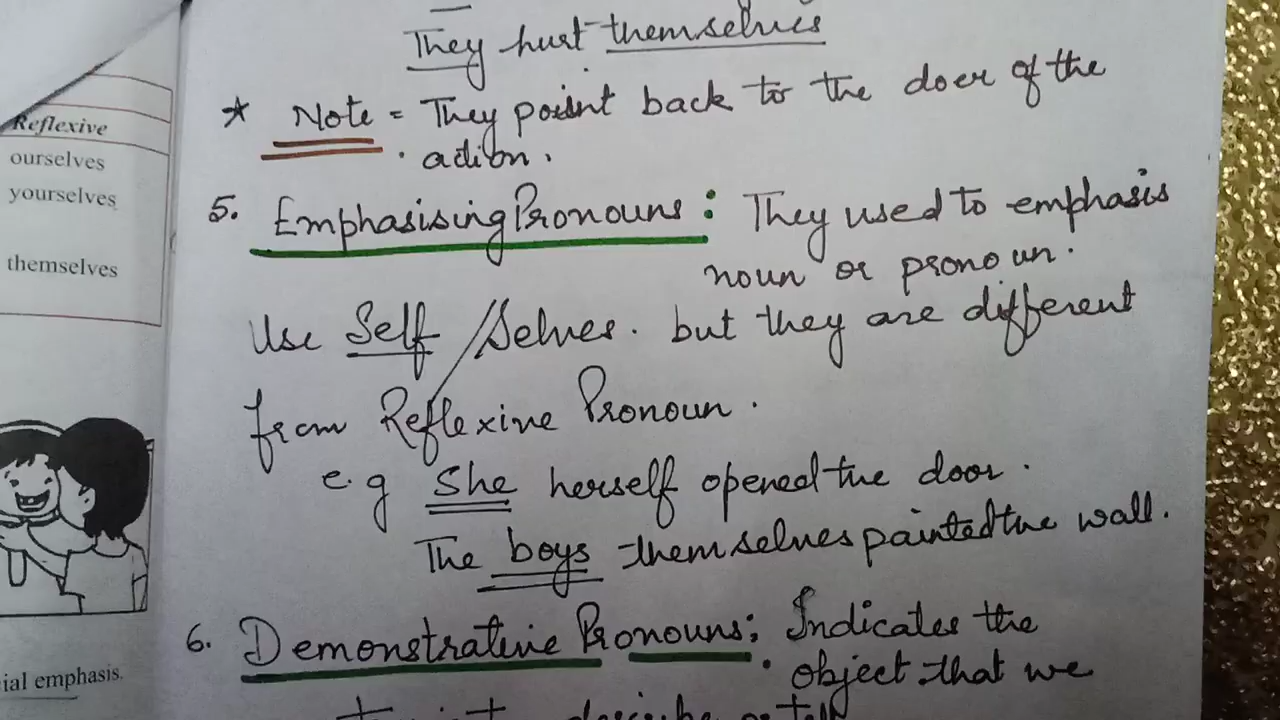 They hurt themselves
* Note = They point back to the doer of the
action.
5. Emphasising Pronouns : They used to emphasis
noun or pronoun.
Use Self / Selves. but they are different
from Reflexive Pronoun.
e.g She herself opened the door.
The boys themselves painted the wall.
6. Demonstrative Pronouns: Indicates the
object that we
describe or tell
Reflexive
ourselves
yourselves
themselves
ial emphasis.